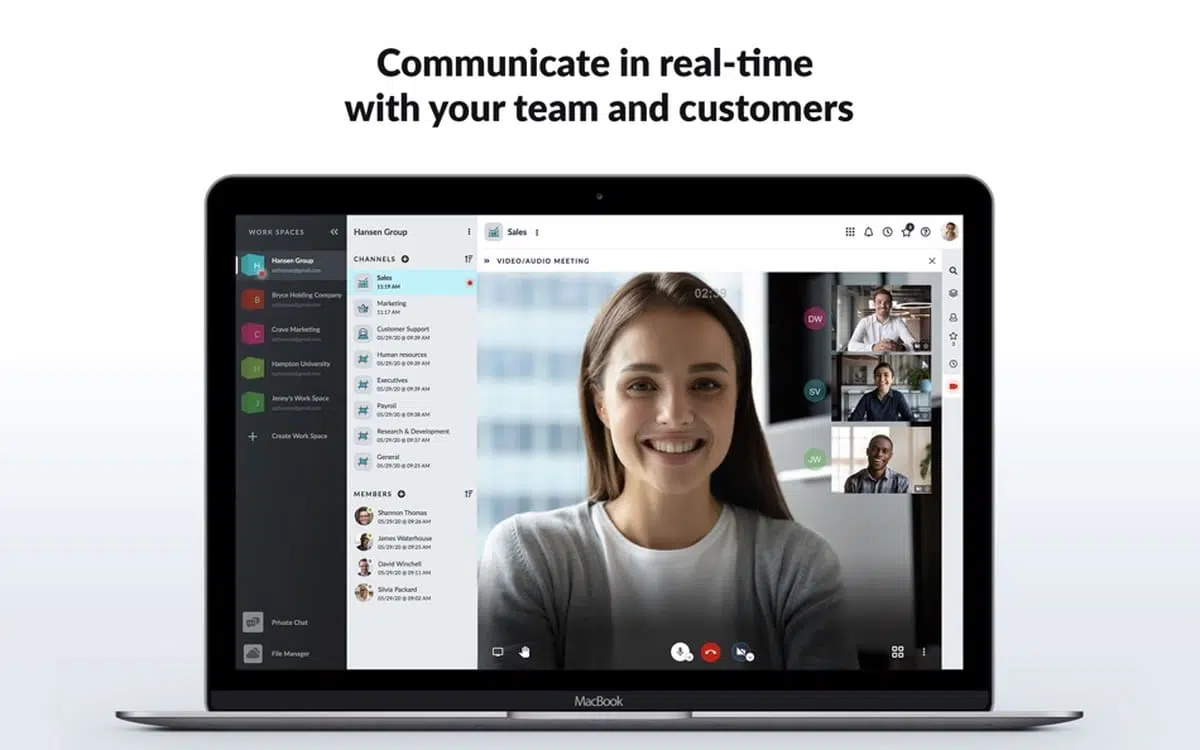 Communicate in real-time
with your team and customers
WORK SPACES
Hansen Group
Bryce Holding Company
Crave Marketing
Hampton University
Jenny's Work Space
Create Work Space
Private Chat
File Manager
Hansen Group
CHANNELS
Sales
11:19 AM
Marketing
11:17 AM
Customer Support
05/29/20 @ 09:39 AM
Human resources
05/29/20 @ 09:39 AM
Executives
05/29/20 @ 09:39 AM
Payroll
05/29/20 @ 09:38 AM
Research & Development
05/29/20 @ 09:37 AM
General
05/29/20 @ 09:25 AM
MEMBERS
Shannon Thomas
05/29/20 @ 09:26 AM
James Waterhouse
05/29/20 @ 09:25 AM
David Winchell
05/29/20 @ 09:11 AM
Silvia Packard
05/29/20 @ 09:02 AM
Sales
VIDEO/AUDIO MEETING
02:39
DW
SV
JW
MacBook